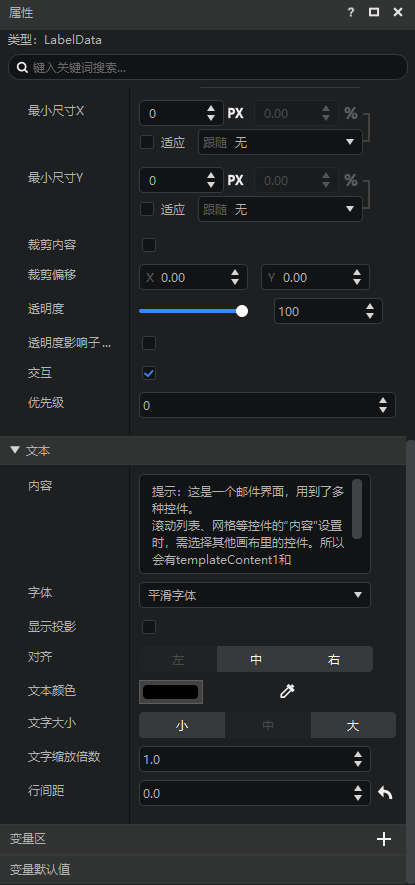 属性
类型：LabelData
键入关键词搜索...
最小尺寸X 0 PX 0.00 %
适应 跟随 无
最小尺寸Y 0 PX 0.00 %
适应 跟随 无
裁剪内容
裁剪偏移 X 0.00 Y 0.00
透明度 100
透明度影响子...
交互
优先级 0
文本
内容
提示：这是一个邮件界面，用到了多
种控件。
滚动列表、网格等控件的“内容”设置
时，需选择其他画布里的控件。所以
会有templateContent1和
字体 平滑字体
显示投影
对齐 左 中 右
文本颜色
文字大小 小 中 大
文字缩放倍数 1.0
行间距 0.0
变量区
变量默认值